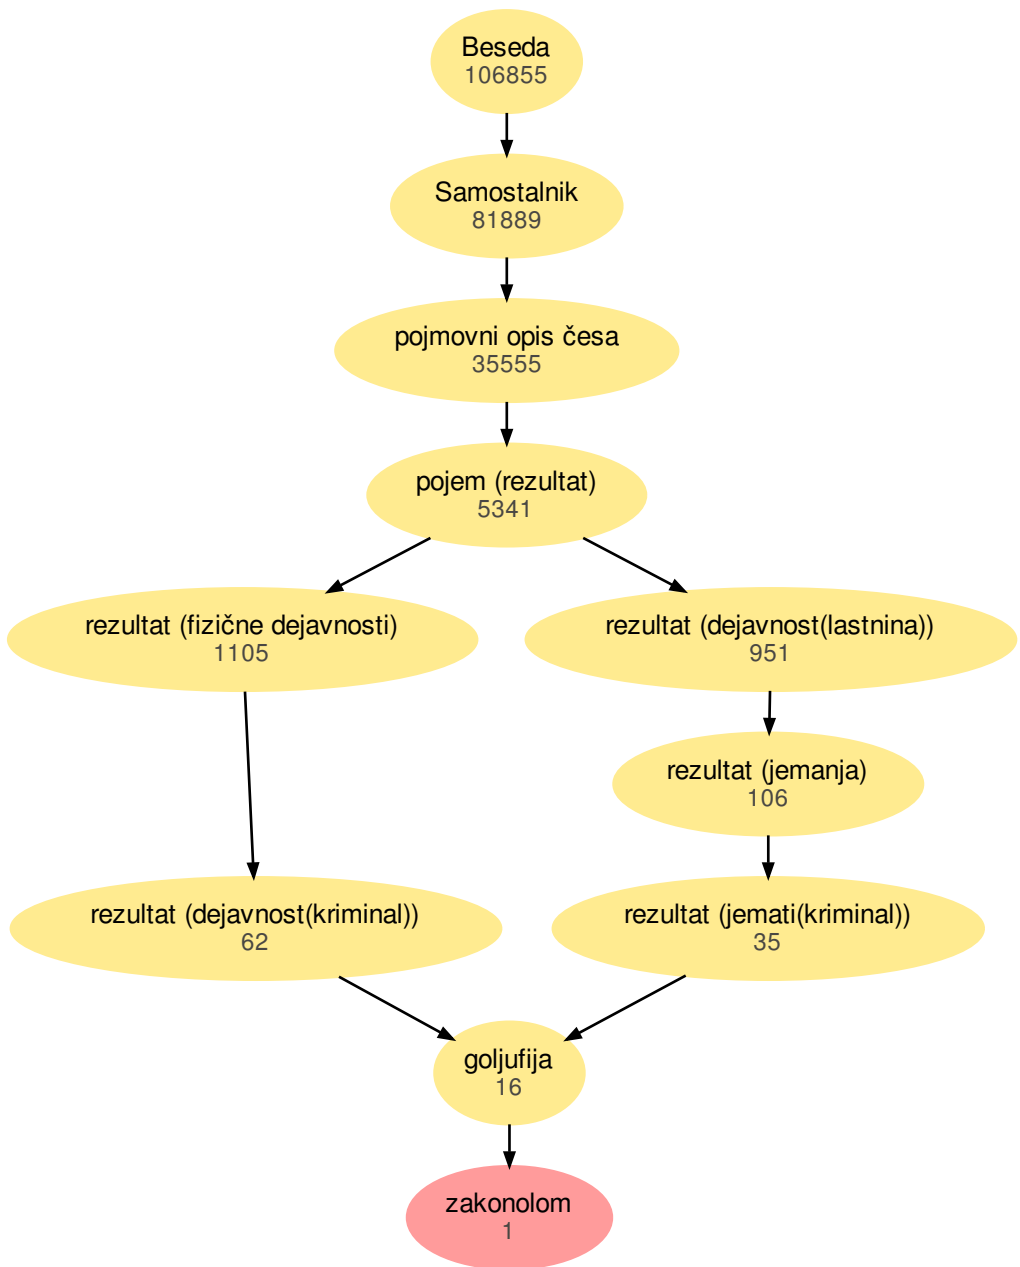 Beseda
106855
Samostalnik
81889
pojmovni opis česa
35555
pojem (rezultat)
5341
rezultat (fizične dejavnosti)
1105
rezultat (dejavnost(lastnina))
951
rezultat (jemanja)
106
rezultat (dejavnost(kriminal))
62
rezultat (jemati(kriminal))
35
goljufija
16
zakonolom
1